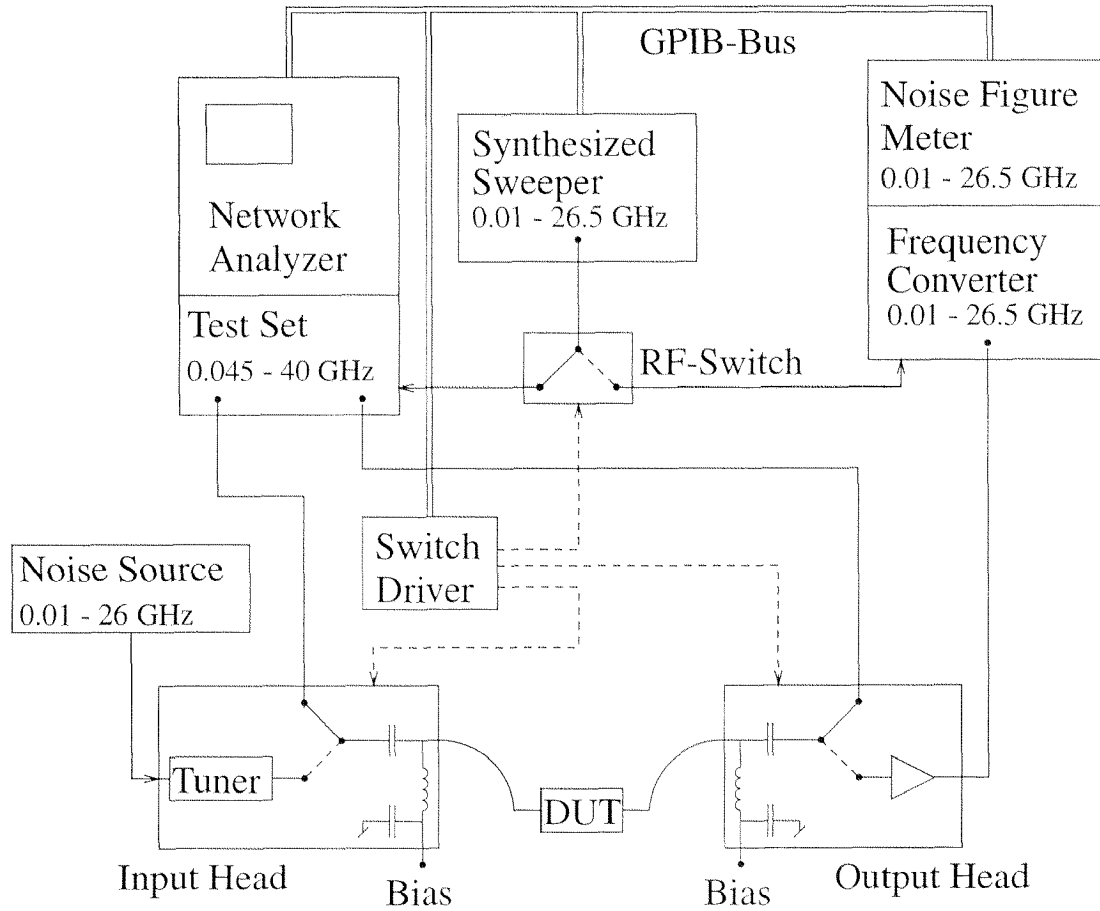 GPIB-Bus
Network
Analyzer
Test Set
0.045 - 40 GHz
Synthesized
Sweeper
0.01 - 26.5 GHz
Noise Figure
Meter
0.01 - 26.5 GHz
Frequency
Converter
0.01 - 26.5 GHz
RF-Switch
Switch
Driver
Noise Source
0.01 - 26 GHz
Tuner
DUT
Input Head
Bias
Bias
Output Head